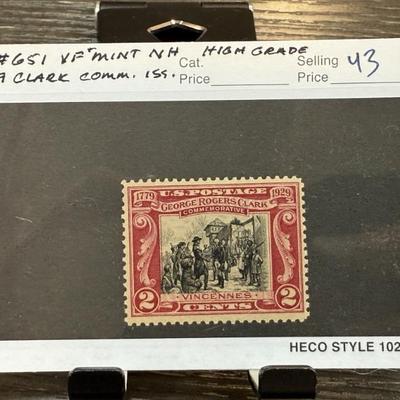 #651 VF+ MINT NH HIGH GRADE
Cat. Price
Selling Price 43
CLARK COMM. ISS.
1779 U.S. POSTAGE 1929
GEORGE ROGERS CLARK
COMMEMORATIVE
VINCENNES
2 CENTS 2
HECO STYLE 102